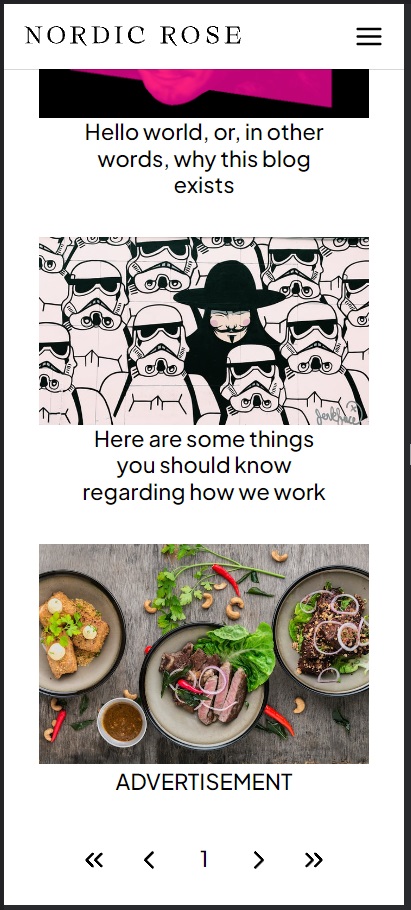 NORDIC ROSE
Hello world, or, in other
words, why this blog
exists
Here are some things
you should know
regarding how we work
ADVERTISEMENT
1